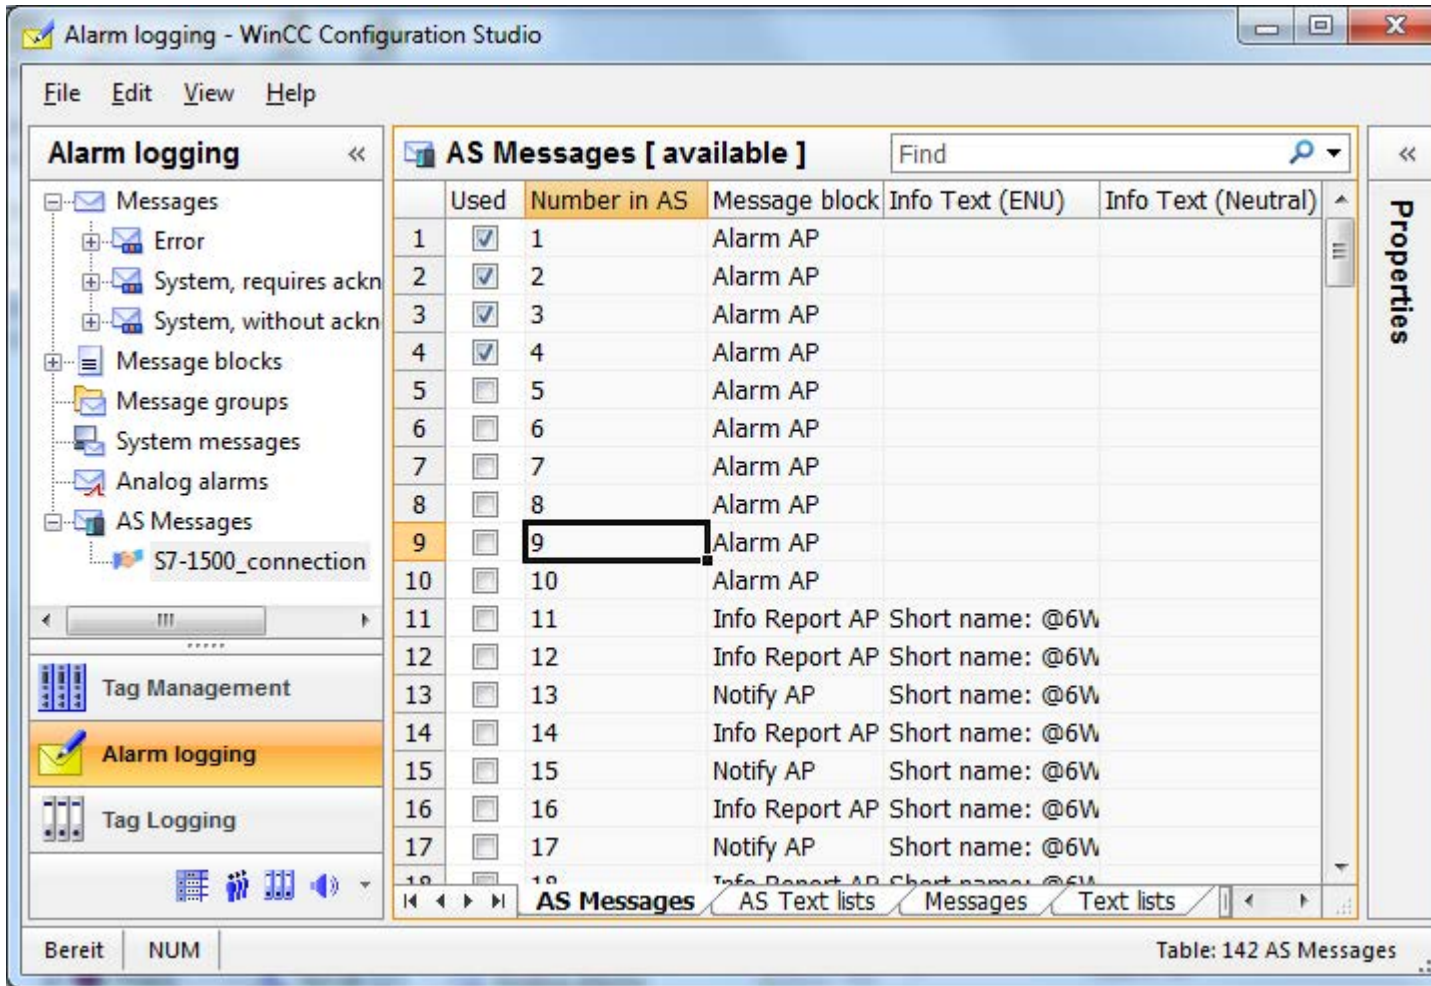 Alarm logging - WinCC Configuration Studio
File Edit View Help
Alarm logging «
Messages
Error
System, requires ackn
System, without ackn
Message blocks
Message groups
System messages
Analog alarms
AS Messages
S7-1500_connection
Tag Management
Alarm logging
Tag Logging
AS Messages [ available ] Find
Used Number in AS Message block Info Text (ENU) Info Text (Neutral)
1 1 Alarm AP
2 2 Alarm AP
3 3 Alarm AP
4 4 Alarm AP
5 5 Alarm AP
6 6 Alarm AP
7 7 Alarm AP
8 8 Alarm AP
9 9 Alarm AP
10 10 Alarm AP
11 11 Info Report AP Short name: @6W
12 12 Info Report AP Short name: @6W
13 13 Notify AP Short name: @6W
14 14 Info Report AP Short name: @6W
15 15 Notify AP Short name: @6W
16 16 Info Report AP Short name: @6W
17 17 Notify AP Short name: @6W
18 18 Info Report AP Short name: @6W
AS Messages AS Text lists Messages Text lists
«
Properties
Bereit NUM Table: 142 AS Messages